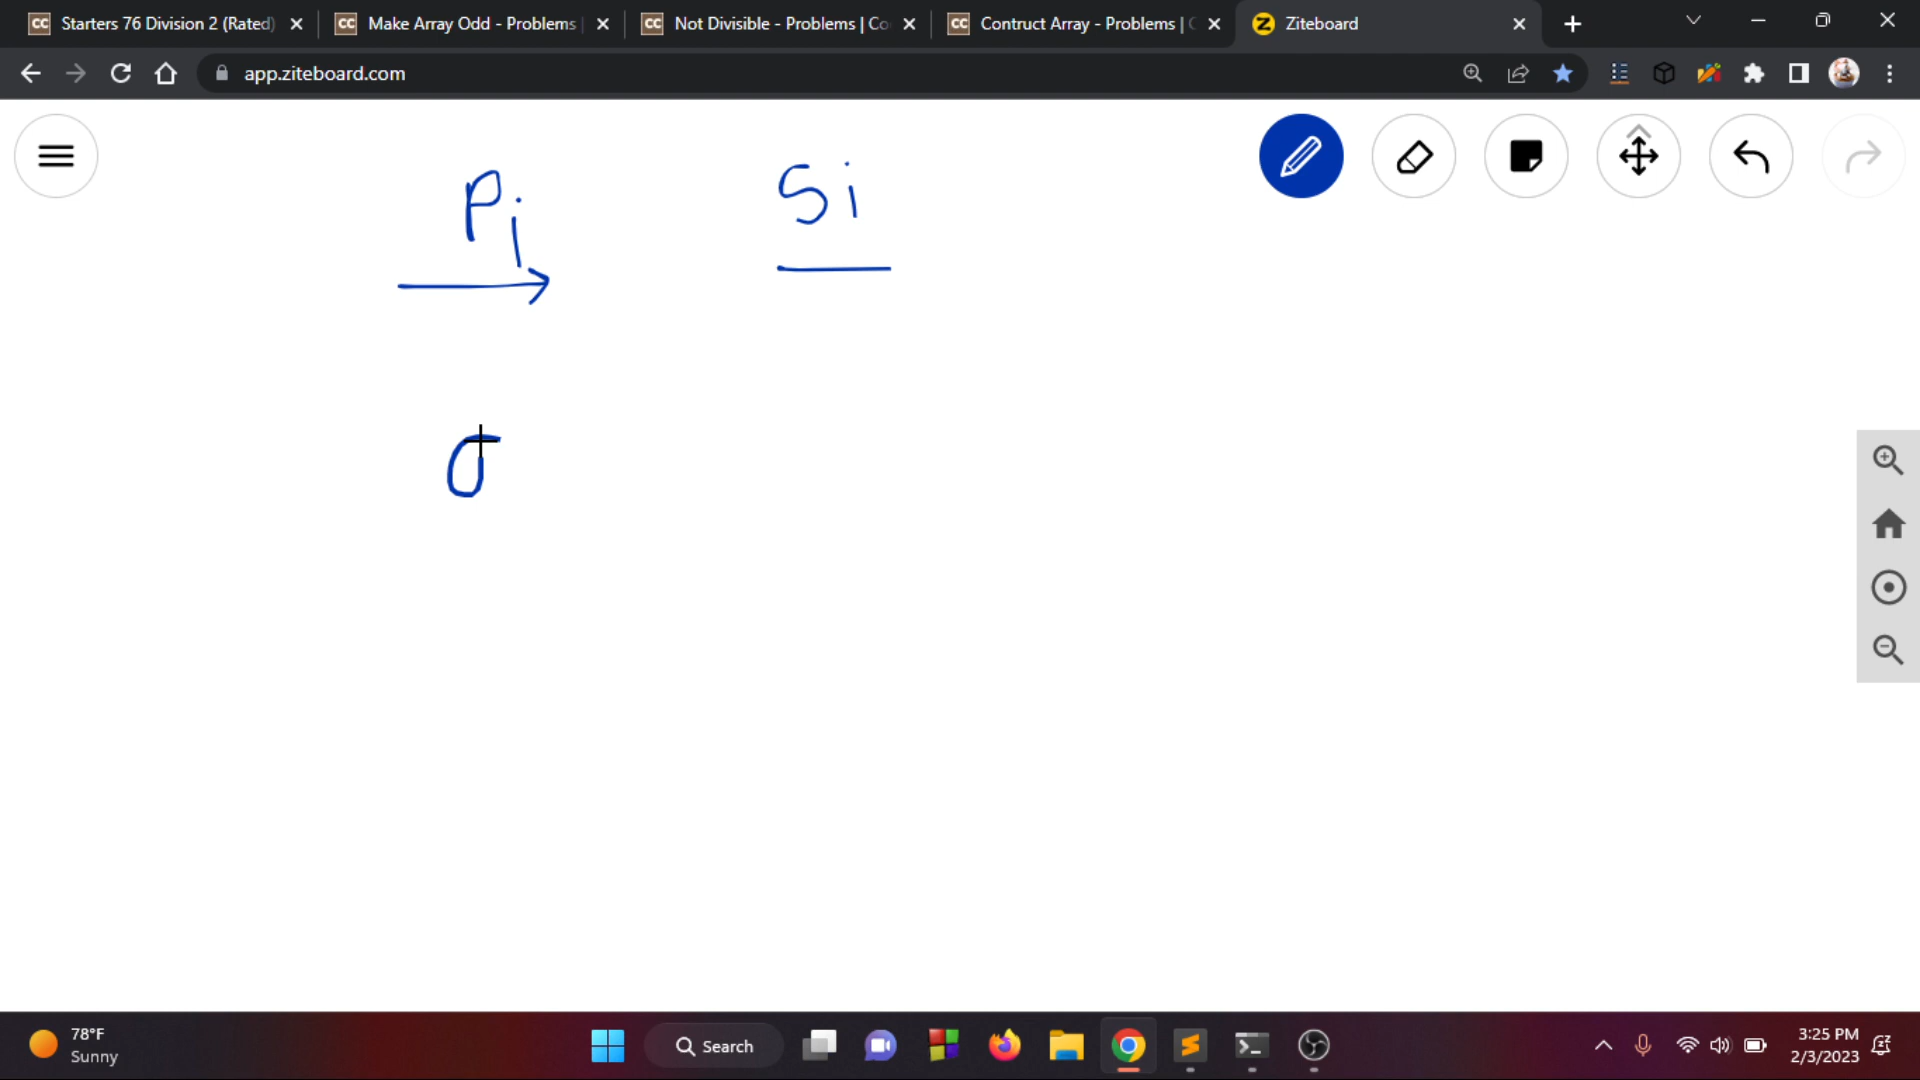 Starters 76 Division 2 (Rated)
Make Array Odd - Problems |
Not Divisible - Problems | Co
Contruct Array - Problems | C
Ziteboard
app.ziteboard.com
Pi Si
0
78°F
Sunny
Search
3:25 PM
2/3/2023